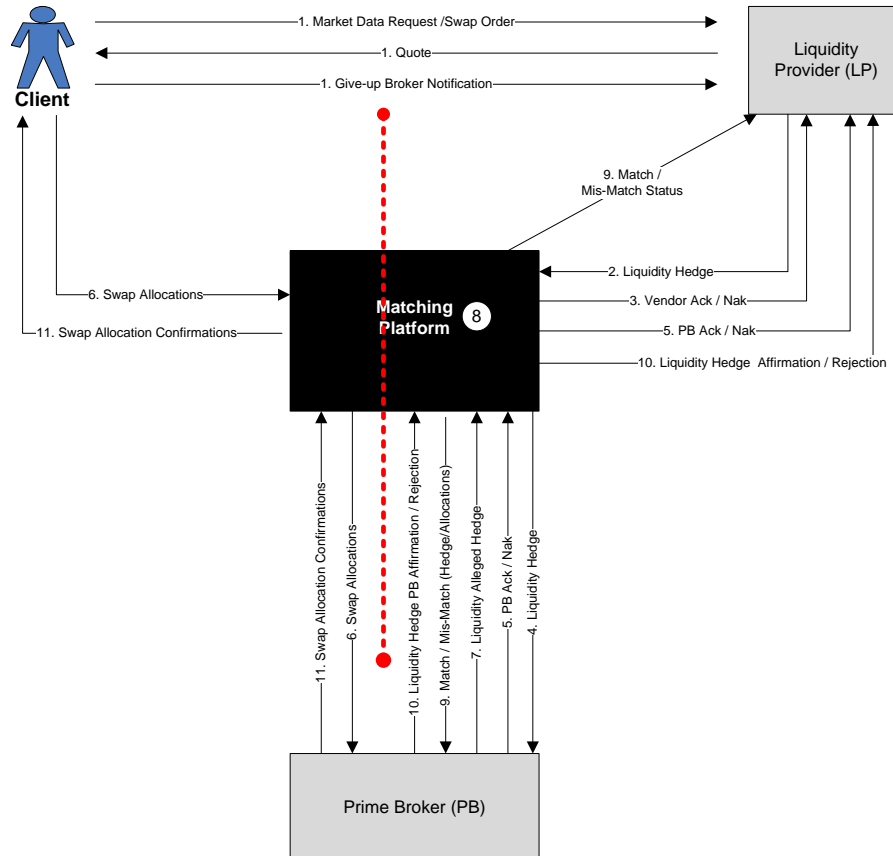 1. Market Data Request /Swap Order
1. Quote
1. Give-up Broker Notification
Client
Liquidity
Provider (LP)
9. Match /
Mis-Match Status
2. Liquidity Hedge
6. Swap Allocations
3. Vendor Ack / Nak
Matching
Platform
8
11. Swap Allocation Confirmations
5. PB Ack / Nak
10. Liquidity Hedge Affirmation / Rejection
11. Swap Allocation Confirmations
6. Swap Allocations
10. Liquidity Hedge PB Affirmation / Rejection
9. Match / Mis-Match (Hedge/Allocations)
7. Liquidity Alleged Hedge
5. PB Ack / Nak
4. Liquidity Hedge
Prime Broker (PB)